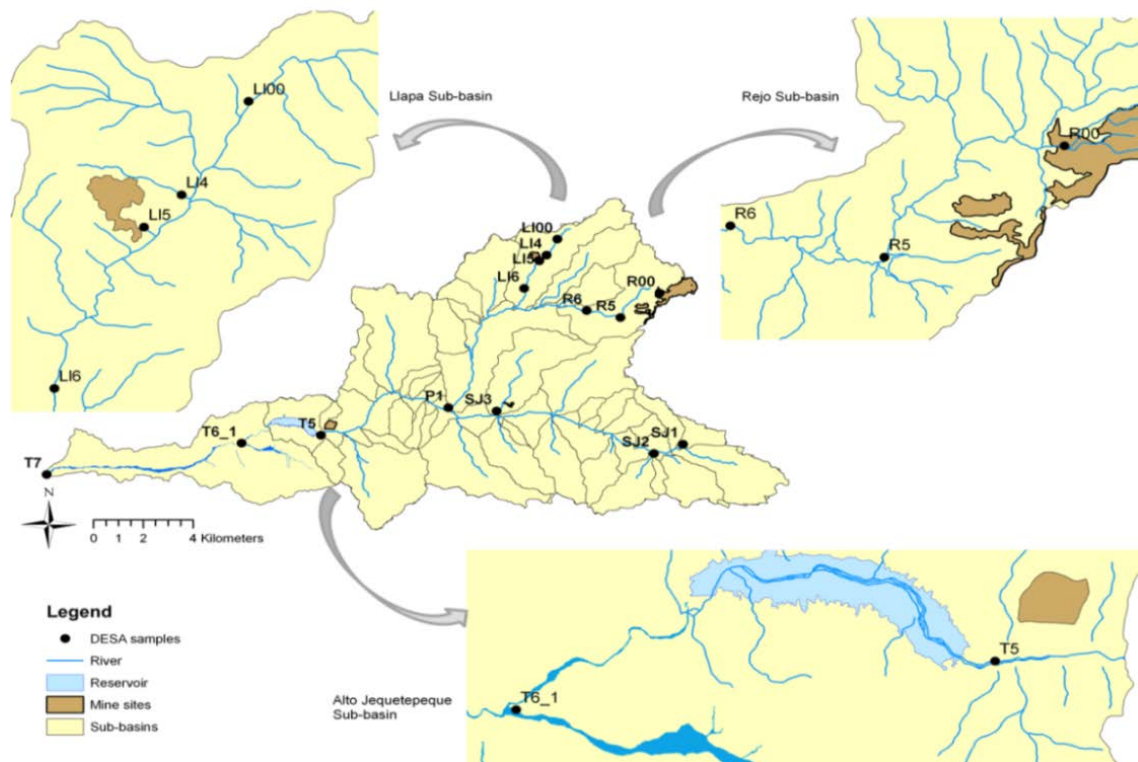 Llapa Sub-basin
Rejo Sub-basin
LI00
LI4
LI5
LI6
R00
R6
R5
LI00
LI4
LI5
LI6
R00
R6
R5
P1
SJ3
SJ1
SJ2
T5
T6_1
T7
N
0 1 2 4 Kilometers
Legend
DESA samples
River
Reservoir
Mine sites
Sub-basins
Alto Jequetepeque
Sub-basin
T5
T6_1